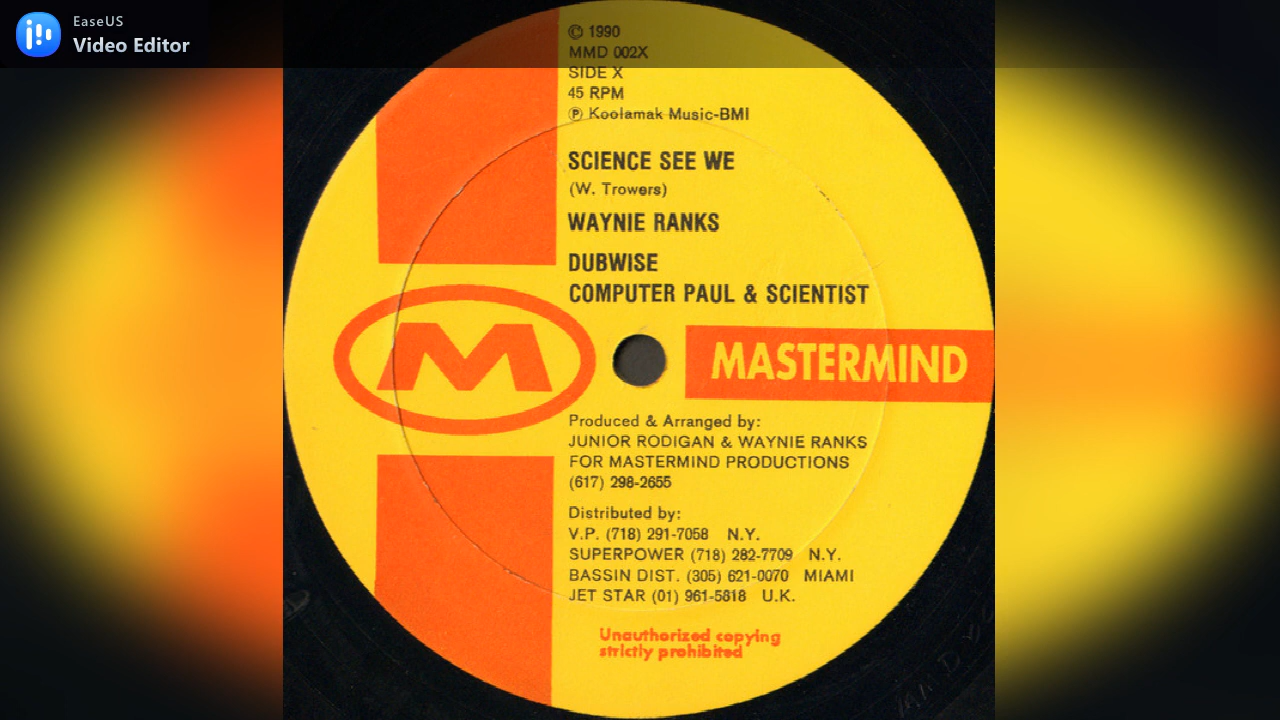 EaseUS
Video Editor
© 1990
MMD 002X
SIDE X
45 RPM
℗ Koolamak Music-BMI
SCIENCE SEE WE
(W. Trowers)
WAYNIE RANKS
DUBWISE
COMPUTER PAUL & SCIENTIST
M
MASTERMIND
Produced & Arranged by:
JUNIOR RODIGAN & WAYNIE RANKS
FOR MASTERMIND PRODUCTIONS
(617) 298-2655
Distributed by:
V.P. (718) 291-7058 N.Y.
SUPERPOWER (718) 282-7709 N.Y.
BASSIN DIST. (305) 621-0070 MIAMI
JET STAR (01) 961-5818 U.K.
Unauthorized copying
strictly prohibited